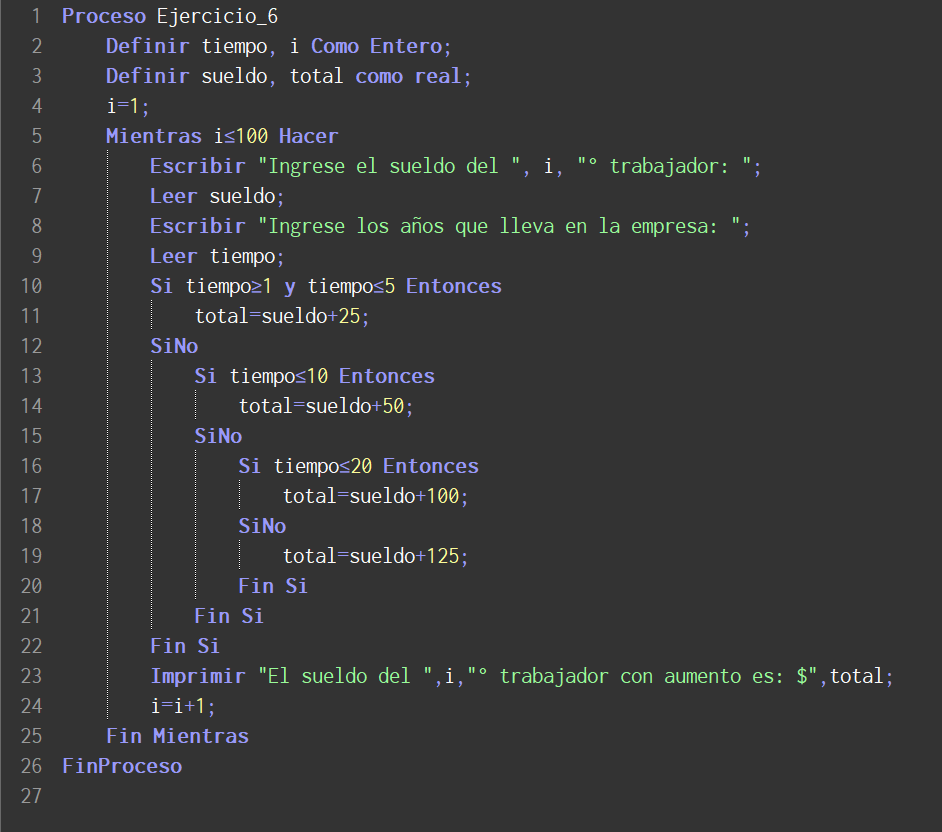 1 Proceso Ejercicio_6
2 Definir tiempo, i Como Entero;
3 Definir sueldo, total como real;
4 i=1;
5 Mientras i≤100 Hacer
6 Escribir "Ingrese el sueldo del ", i, "° trabajador: ";
7 Leer sueldo;
8 Escribir "Ingrese los años que lleva en la empresa: ";
9 Leer tiempo;
10 Si tiempo≥1 y tiempo≤5 Entonces
11 total=sueldo+25;
12 SiNo
13 Si tiempo≤10 Entonces
14 total=sueldo+50;
15 SiNo
16 Si tiempo≤20 Entonces
17 total=sueldo+100;
18 SiNo
19 total=sueldo+125;
20 Fin Si
21 Fin Si
22 Fin Si
23 Imprimir "El sueldo del ",i,"° trabajador con aumento es: $",total;
24 i=i+1;
25 Fin Mientras
26 FinProceso
27